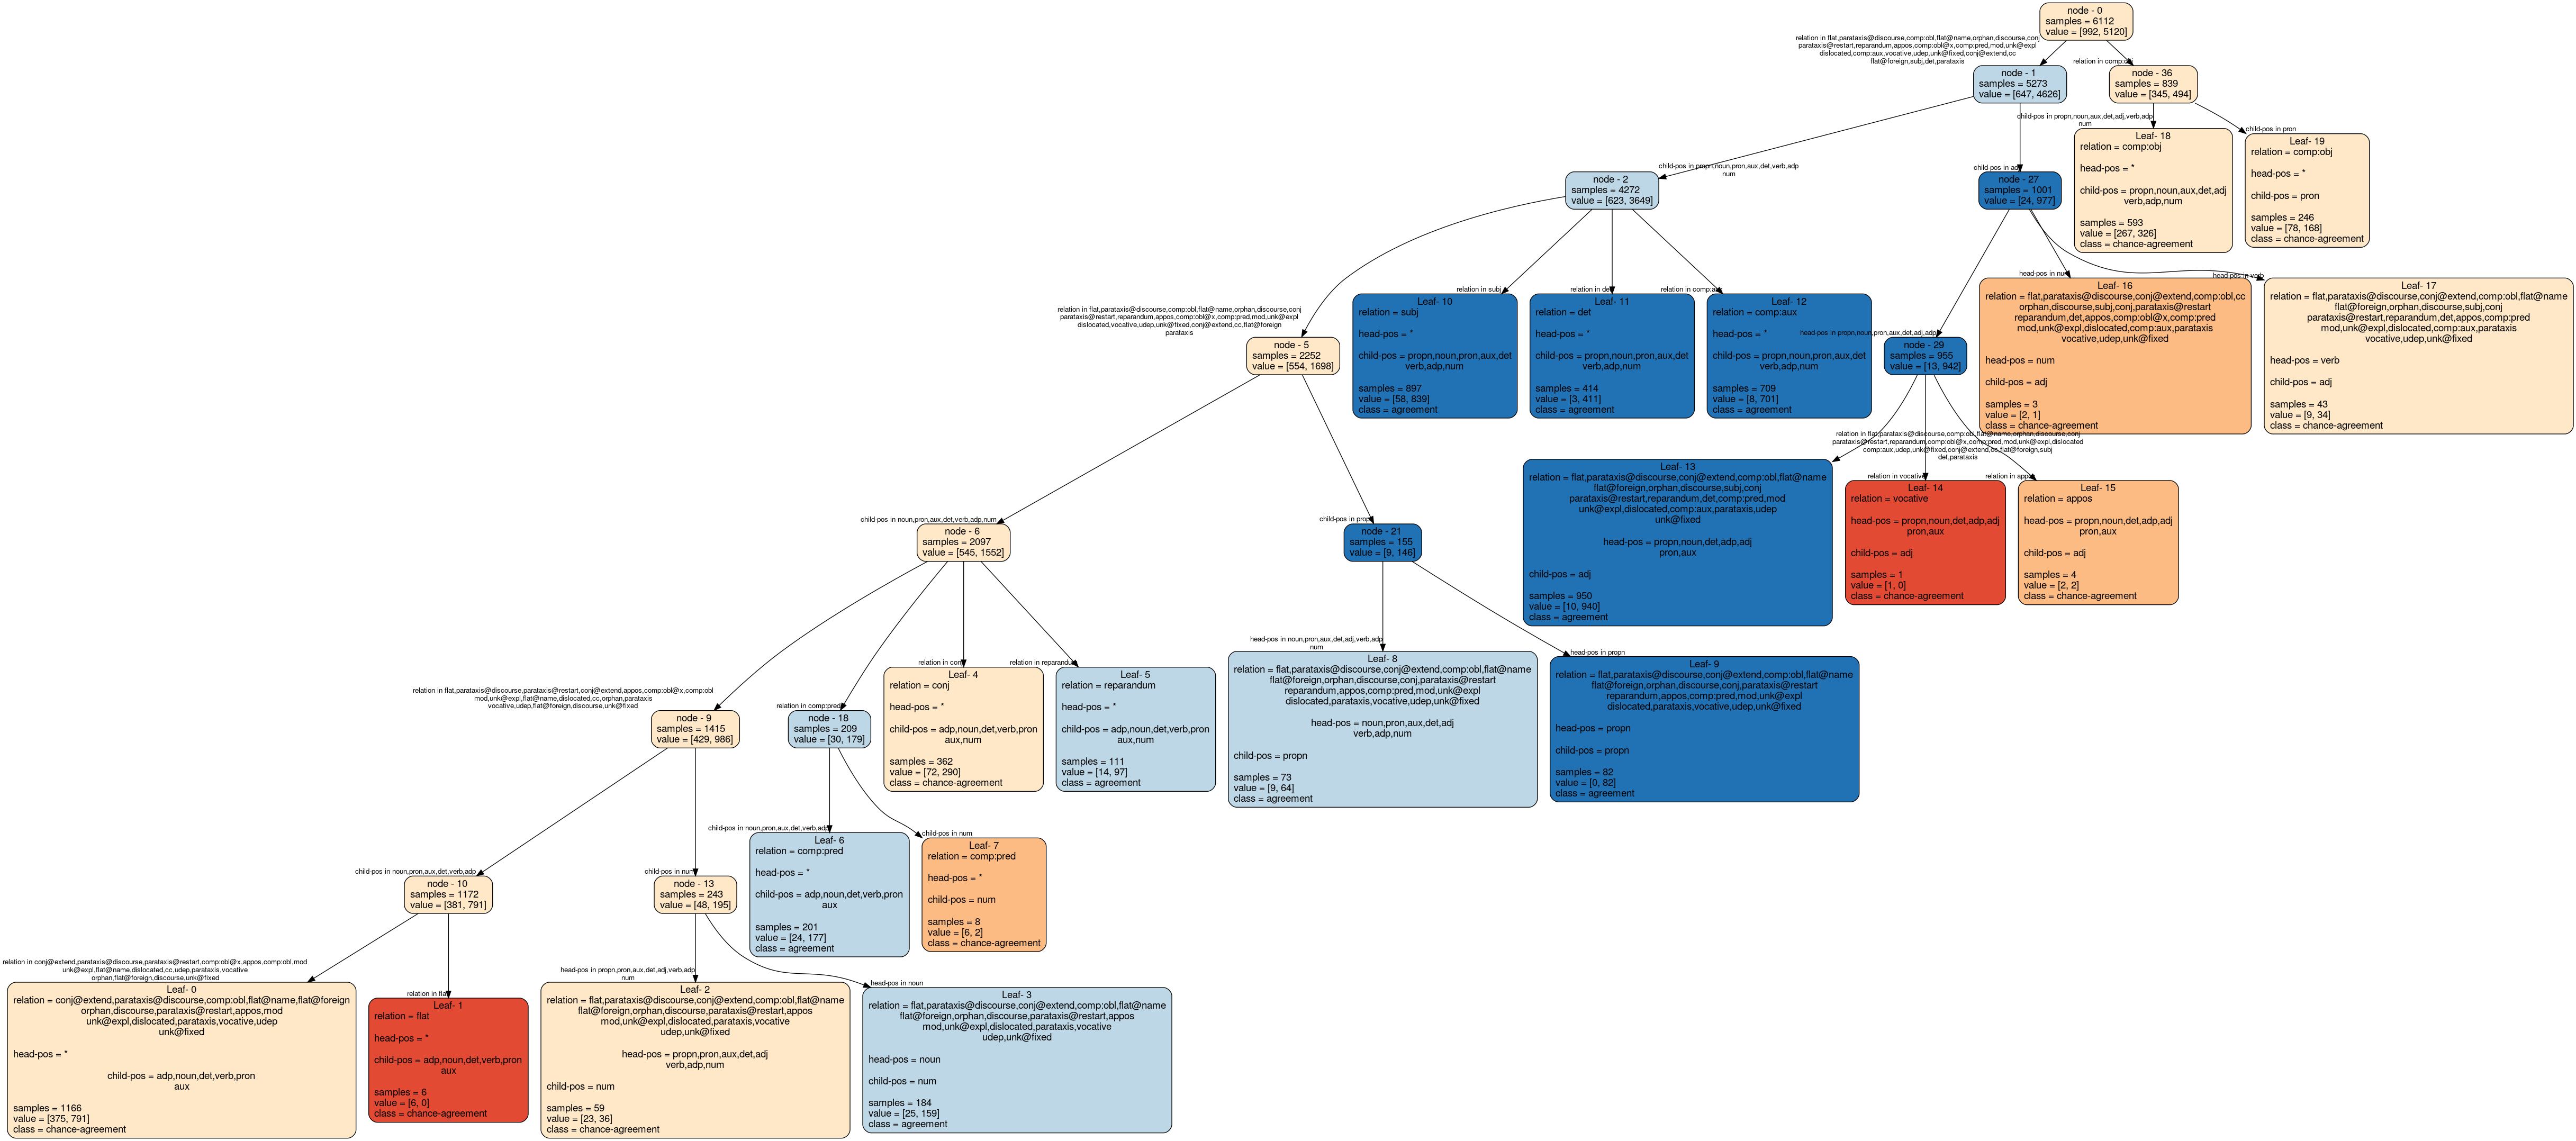 node - 0
samples = 6112
value = [992, 5120]
relation in flat,parataxis@discourse,comp:obl,flat@name,orphan,discourse,conj
parataxis@restart,reparandum,appos,comp:obl@x,comp:pred,mod,unk@expl
dislocated,comp:aux,vocative,udep,unk@fixed,conj@extend,cc
flat@foreign,subj,det,parataxis
relation in comp:obj
node - 1
samples = 5273
value = [647, 4626]
node - 36
samples = 839
value = [345, 494]
child-pos in propn,noun,aux,det,adj,verb,adp
num
child-pos in pron
Leaf- 18
relation = comp:obj
head-pos = *
child-pos = propn,noun,aux,det,adj
verb,adp,num
samples = 593
value = [267, 326]
class = chance-agreement
Leaf- 19
relation = comp:obj
head-pos = *
child-pos = pron
samples = 246
value = [78, 168]
class = chance-agreement
child-pos in propn,noun,pron,aux,det,verb,adp
num
child-pos in adj
node - 2
samples = 4272
value = [623, 3649]
node - 27
samples = 1001
value = [24, 977]
relation in flat,parataxis@discourse,comp:obl,flat@name,orphan,discourse,conj
parataxis@restart,reparandum,appos,comp:obl@x,comp:pred,mod,unk@expl
dislocated,vocative,udep,unk@fixed,conj@extend,cc,flat@foreign
parataxis
relation in subj
relation in det
relation in comp:aux
head-pos in propn,noun,pron,aux,det,adj,adp
head-pos in num
head-pos in verb
node - 5
samples = 2252
value = [554, 1698]
Leaf- 10
relation = subj
head-pos = *
child-pos = propn,noun,pron,aux,det
verb,adp,num
samples = 897
value = [58, 839]
class = agreement
Leaf- 11
relation = det
head-pos = *
child-pos = propn,noun,pron,aux,det
verb,adp,num
samples = 414
value = [3, 411]
class = agreement
Leaf- 12
relation = comp:aux
head-pos = *
child-pos = propn,noun,pron,aux,det
verb,adp,num
samples = 709
value = [8, 701]
class = agreement
node - 29
samples = 955
value = [13, 942]
Leaf- 16
relation = flat,parataxis@discourse,conj@extend,comp:obl,cc
orphan,discourse,subj,conj,parataxis@restart
reparandum,det,appos,comp:obl@x,comp:pred
mod,unk@expl,dislocated,comp:aux,parataxis
vocative,udep,unk@fixed
head-pos = num
child-pos = adj
samples = 3
value = [2, 1]
class = chance-agreement
Leaf- 17
relation = flat,parataxis@discourse,conj@extend,comp:obl,flat@name
flat@foreign,orphan,discourse,subj,conj
parataxis@restart,reparandum,det,appos,comp:pred
mod,unk@expl,dislocated,comp:aux,parataxis
vocative,udep,unk@fixed
head-pos = verb
child-pos = adj
samples = 43
value = [9, 34]
class = chance-agreement
relation in flat,parataxis@discourse,comp:obl,flat@name,orphan,discourse,conj
parataxis@restart,reparandum,comp:obl@x,comp:pred,mod,unk@expl,dislocated
comp:aux,udep,unk@fixed,conj@extend,cc,flat@foreign,subj
det,parataxis
relation in vocative
relation in appos
Leaf- 13
relation = flat,parataxis@discourse,conj@extend,comp:obl,flat@name
flat@foreign,orphan,discourse,subj,conj
parataxis@restart,reparandum,det,comp:pred,mod
unk@expl,dislocated,comp:aux,parataxis,udep
unk@fixed
head-pos = propn,noun,det,adp,adj
pron,aux
child-pos = adj
samples = 950
value = [10, 940]
class = agreement
Leaf- 14
relation = vocative
head-pos = propn,noun,det,adp,adj
pron,aux
child-pos = adj
samples = 1
value = [1, 0]
class = chance-agreement
Leaf- 15
relation = appos
head-pos = propn,noun,det,adp,adj
pron,aux
child-pos = adj
samples = 4
value = [2, 2]
class = chance-agreement
child-pos in noun,pron,aux,det,verb,adp,num
child-pos in propn
node - 6
samples = 2097
value = [545, 1552]
node - 21
samples = 155
value = [9, 146]
head-pos in noun,pron,aux,det,adj,verb,adp
num
head-pos in propn
Leaf- 8
relation = flat,parataxis@discourse,conj@extend,comp:obl,flat@name
flat@foreign,orphan,discourse,conj,parataxis@restart
reparandum,appos,comp:pred,mod,unk@expl
dislocated,parataxis,vocative,udep,unk@fixed
head-pos = noun,pron,aux,det,adj
verb,adp,num
child-pos = propn
samples = 73
value = [9, 64]
class = agreement
Leaf- 9
relation = flat,parataxis@discourse,conj@extend,comp:obl,flat@name
flat@foreign,orphan,discourse,conj,parataxis@restart
reparandum,appos,comp:pred,mod,unk@expl
dislocated,parataxis,vocative,udep,unk@fixed
head-pos = propn
child-pos = propn
samples = 82
value = [0, 82]
class = agreement
relation in flat,parataxis@discourse,parataxis@restart,conj@extend,appos,comp:obl@x,comp:obl
mod,unk@expl,flat@name,dislocated,cc,orphan,parataxis
vocative,udep,flat@foreign,discourse,unk@fixed
relation in comp:pred
relation in conj
relation in reparandum
node - 9
samples = 1415
value = [429, 986]
node - 18
samples = 209
value = [30, 179]
Leaf- 4
relation = conj
head-pos = *
child-pos = adp,noun,det,verb,pron
aux,num
samples = 362
value = [72, 290]
class = chance-agreement
Leaf- 5
relation = reparandum
head-pos = *
child-pos = adp,noun,det,verb,pron
aux,num
samples = 111
value = [14, 97]
class = agreement
child-pos in noun,pron,aux,det,verb,adp
child-pos in num
Leaf- 6
relation = comp:pred
head-pos = *
child-pos = adp,noun,det,verb,pron
aux
samples = 201
value = [24, 177]
class = agreement
Leaf- 7
relation = comp:pred
head-pos = *
child-pos = num
samples = 8
value = [6, 2]
class = chance-agreement
child-pos in noun,pron,aux,det,verb,adp
child-pos in num
node - 10
samples = 1172
value = [381, 791]
node - 13
samples = 243
value = [48, 195]
relation in conj@extend,parataxis@discourse,parataxis@restart,comp:obl@x,appos,comp:obl,mod
unk@expl,flat@name,dislocated,cc,udep,parataxis,vocative
orphan,flat@foreign,discourse,unk@fixed
relation in flat
head-pos in propn,pron,aux,det,adj,verb,adp
num
head-pos in noun
Leaf- 0
relation = conj@extend,parataxis@discourse,comp:obl,flat@name,flat@foreign
orphan,discourse,parataxis@restart,appos,mod
unk@expl,dislocated,parataxis,vocative,udep
unk@fixed
head-pos = *
child-pos = adp,noun,det,verb,pron
aux
samples = 1166
value = [375, 791]
class = chance-agreement
Leaf- 1
relation = flat
head-pos = *
child-pos = adp,noun,det,verb,pron
aux
samples = 6
value = [6, 0]
class = chance-agreement
Leaf- 2
relation = flat,parataxis@discourse,conj@extend,comp:obl,flat@name
flat@foreign,orphan,discourse,parataxis@restart,appos
mod,unk@expl,dislocated,parataxis,vocative
udep,unk@fixed
head-pos = propn,pron,aux,det,adj
verb,adp,num
child-pos = num
samples = 59
value = [23, 36]
class = chance-agreement
Leaf- 3
relation = flat,parataxis@discourse,conj@extend,comp:obl,flat@name
flat@foreign,orphan,discourse,parataxis@restart,appos
mod,unk@expl,dislocated,parataxis,vocative
udep,unk@fixed
head-pos = noun
child-pos = num
samples = 184
value = [25, 159]
class = agreement